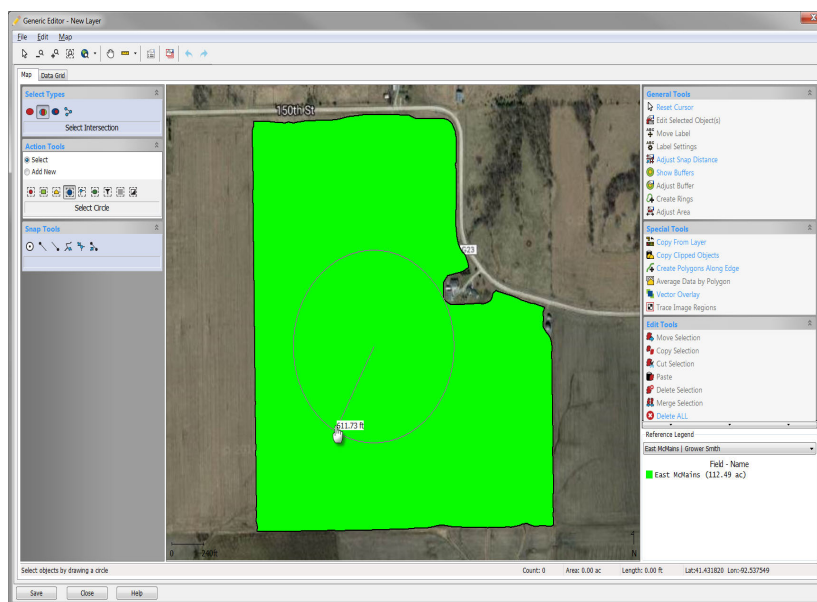 Generic Editor - New Layer
File Edit Map
Map Data Grid
Select Types
Select Intersection
Action Tools
Select
Add New
Select Circle
Snap Tools
150th St
G23
611.73 ft
N
General Tools
Reset Cursor
Edit Selected Object(s)
Move Label
Label Settings
Adjust Snap Distance
Show Buffers
Adjust Buffer
Create Rings
Adjust Area
Special Tools
Copy From Layer
Copy Clipped Objects
Create Polygons Along Edge
Average Data by Polygon
Vector Overlay
Trace Image Regions
Edit Tools
Move Selection
Copy Selection
Cut Selection
Paste
Delete Selection
Merge Selection
Delete ALL
Reference Legend
East McMains | Grower Smith
Field - Name
East McMains (112.49 ac)
Select objects by drawing a circle Count: 0 Area: 0.00 ac Length: 0.00 ft Lat:41.431820 Lon:-92.537549
Save Close Help